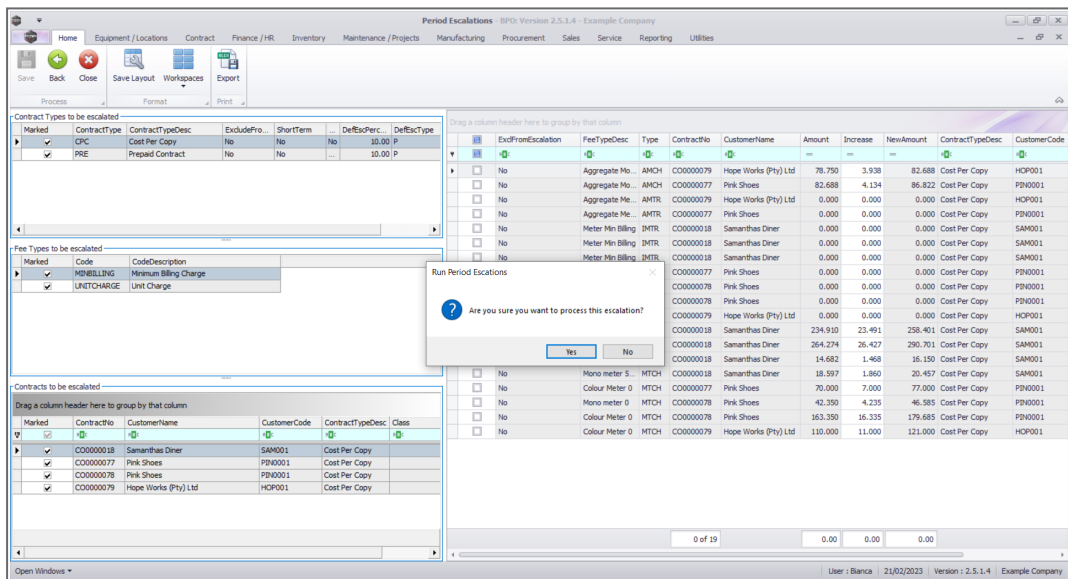 Period Escalations - BPO: Version 2.5.1.4 - Example Company
Home Equipment / Locations Contract Finance / HR Inventory Maintenance / Projects Manufacturing Procurement Sales Service Reporting Utilities
Save Back Close Save Layout Workspaces Export
Process Format Print
Contract Types to be escalated
Marked ContractType ContractTypeDesc ExcludeFro... ShortTerm ... DefEscPerc... DefEscType
CPC Cost Per Copy No No No 10.00 P
PRE Prepaid Contract No No ... 10.00 P
Fee Types to be escalated
Marked Code CodeDescription
MINBILLING Minimum Billing Charge
UNITCHARGE Unit Charge
Contracts to be escalated
Drag a column header here to group by that column
Marked ContractNo CustomerName CustomerCode ContractTypeDesc Class
CO0000018 Samanthas Diner SAM001 Cost Per Copy
CO0000077 Pink Shoes PIN0001 Cost Per Copy
CO0000078 Pink Shoes PIN0001 Cost Per Copy
CO0000079 Hope Works (Pty) Ltd HOP001 Cost Per Copy
Drag a column header here to group by that column
ExclFromEscalation FeeTypeDesc Type ContractNo CustomerName Amount Increase NewAmount ContractTypeDesc CustomerCode
No Aggregate Mo... AMCH CO0000079 Hope Works (Pty) Ltd 78.750 3.938 82.688 Cost Per Copy HOP001
No Aggregate Mo... AMCH CO0000077 Pink Shoes 82.688 4.134 86.822 Cost Per Copy PIN0001
No Aggregate Me... AMTR CO0000079 Hope Works (Pty) Ltd 0.000 0.000 0.000 Cost Per Copy HOP001
No Aggregate Me... AMTR CO0000077 Pink Shoes 0.000 0.000 0.000 Cost Per Copy PIN0001
No Meter Min Billing IMTR CO0000018 Samanthas Diner 0.000 0.000 0.000 Cost Per Copy SAM001
No Meter Min Billing IMTR CO0000018 Samanthas Diner 0.000 0.000 0.000 Cost Per Copy SAM001
No Meter Min Billing IMTR CO0000018 Samanthas Diner 0.000 0.000 0.000 Cost Per Copy SAM001
CO0000077 Pink Shoes 0.000 0.000 0.000 Cost Per Copy PIN0001
CO0000078 Pink Shoes 0.000 0.000 0.000 Cost Per Copy PIN0001
CO0000078 Pink Shoes 0.000 0.000 0.000 Cost Per Copy PIN0001
CO0000079 Hope Works (Pty) Ltd 0.000 0.000 0.000 Cost Per Copy HOP001
CO0000018 Samanthas Diner 234.910 23.491 258.401 Cost Per Copy SAM001
CO0000018 Samanthas Diner 264.274 26.427 290.701 Cost Per Copy SAM001
CO0000018 Samanthas Diner 14.682 1.468 16.150 Cost Per Copy SAM001
No Mono meter S... MTCH CO0000018 Samanthas Diner 18.597 1.860 20.457 Cost Per Copy SAM001
No Colour Meter 0 MTCH CO0000077 Pink Shoes 70.000 7.000 77.000 Cost Per Copy PIN0001
No Mono meter 0 MTCH CO0000078 Pink Shoes 42.350 4.235 46.585 Cost Per Copy PIN0001
No Colour Meter 0 MTCH CO0000078 Pink Shoes 163.350 16.335 179.685 Cost Per Copy PIN0001
No Colour Meter 0 MTCH CO0000079 Hope Works (Pty) Ltd 110.000 11.000 121.000 Cost Per Copy HOP001
0 of 19 0.00 0.00 0.00
Run Period Escations
Are you sure you want to process this escalation?
Yes No
Open Windows User : Bianca 21/02/2023 Version : 2.5.1.4 Example Company